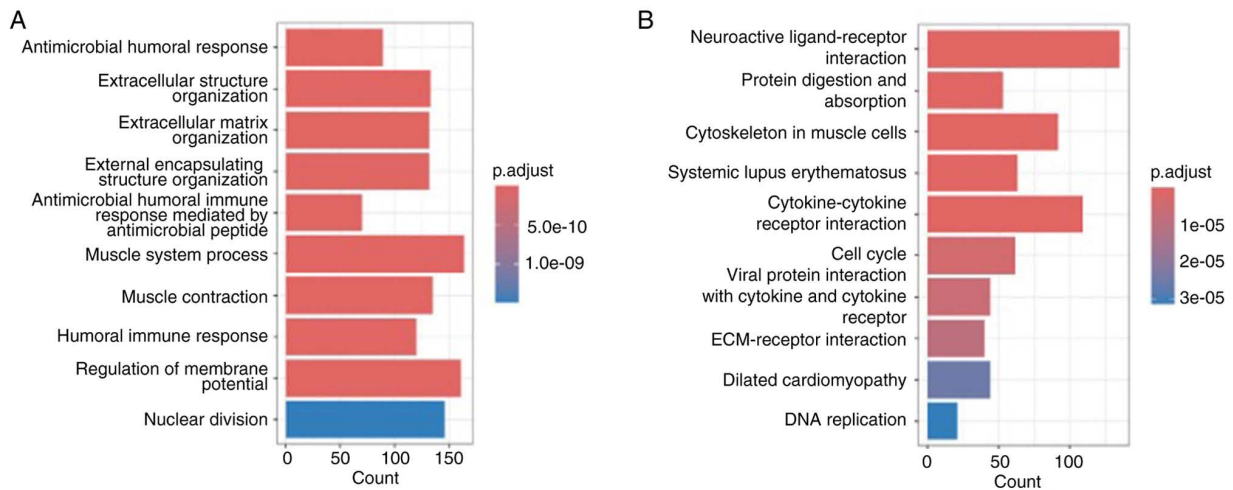 A
Antimicrobial humoral response
Extracellular structure
organization
Extracellular matrix
organization
External encapsulating
structure organization
Antimicrobial humoral immune
response mediated by
antimicrobial peptide
Muscle system process
Muscle contraction
Humoral immune response
Regulation of membrane
potential
Nuclear division
0 50 100 150
Count
p.adjust
5.0e-10
1.0e-09
B
Neuroactive ligand-receptor
interaction
Protein digestion and
absorption
Cytoskeleton in muscle cells
Systemic lupus erythematosus
Cytokine-cytokine
receptor interaction
Cell cycle
Viral protein interaction
with cytokine and cytokine
receptor
ECM-receptor interaction
Dilated cardiomyopathy
DNA replication
0 50 100
Count
p.adjust
1e-05
2e-05
3e-05